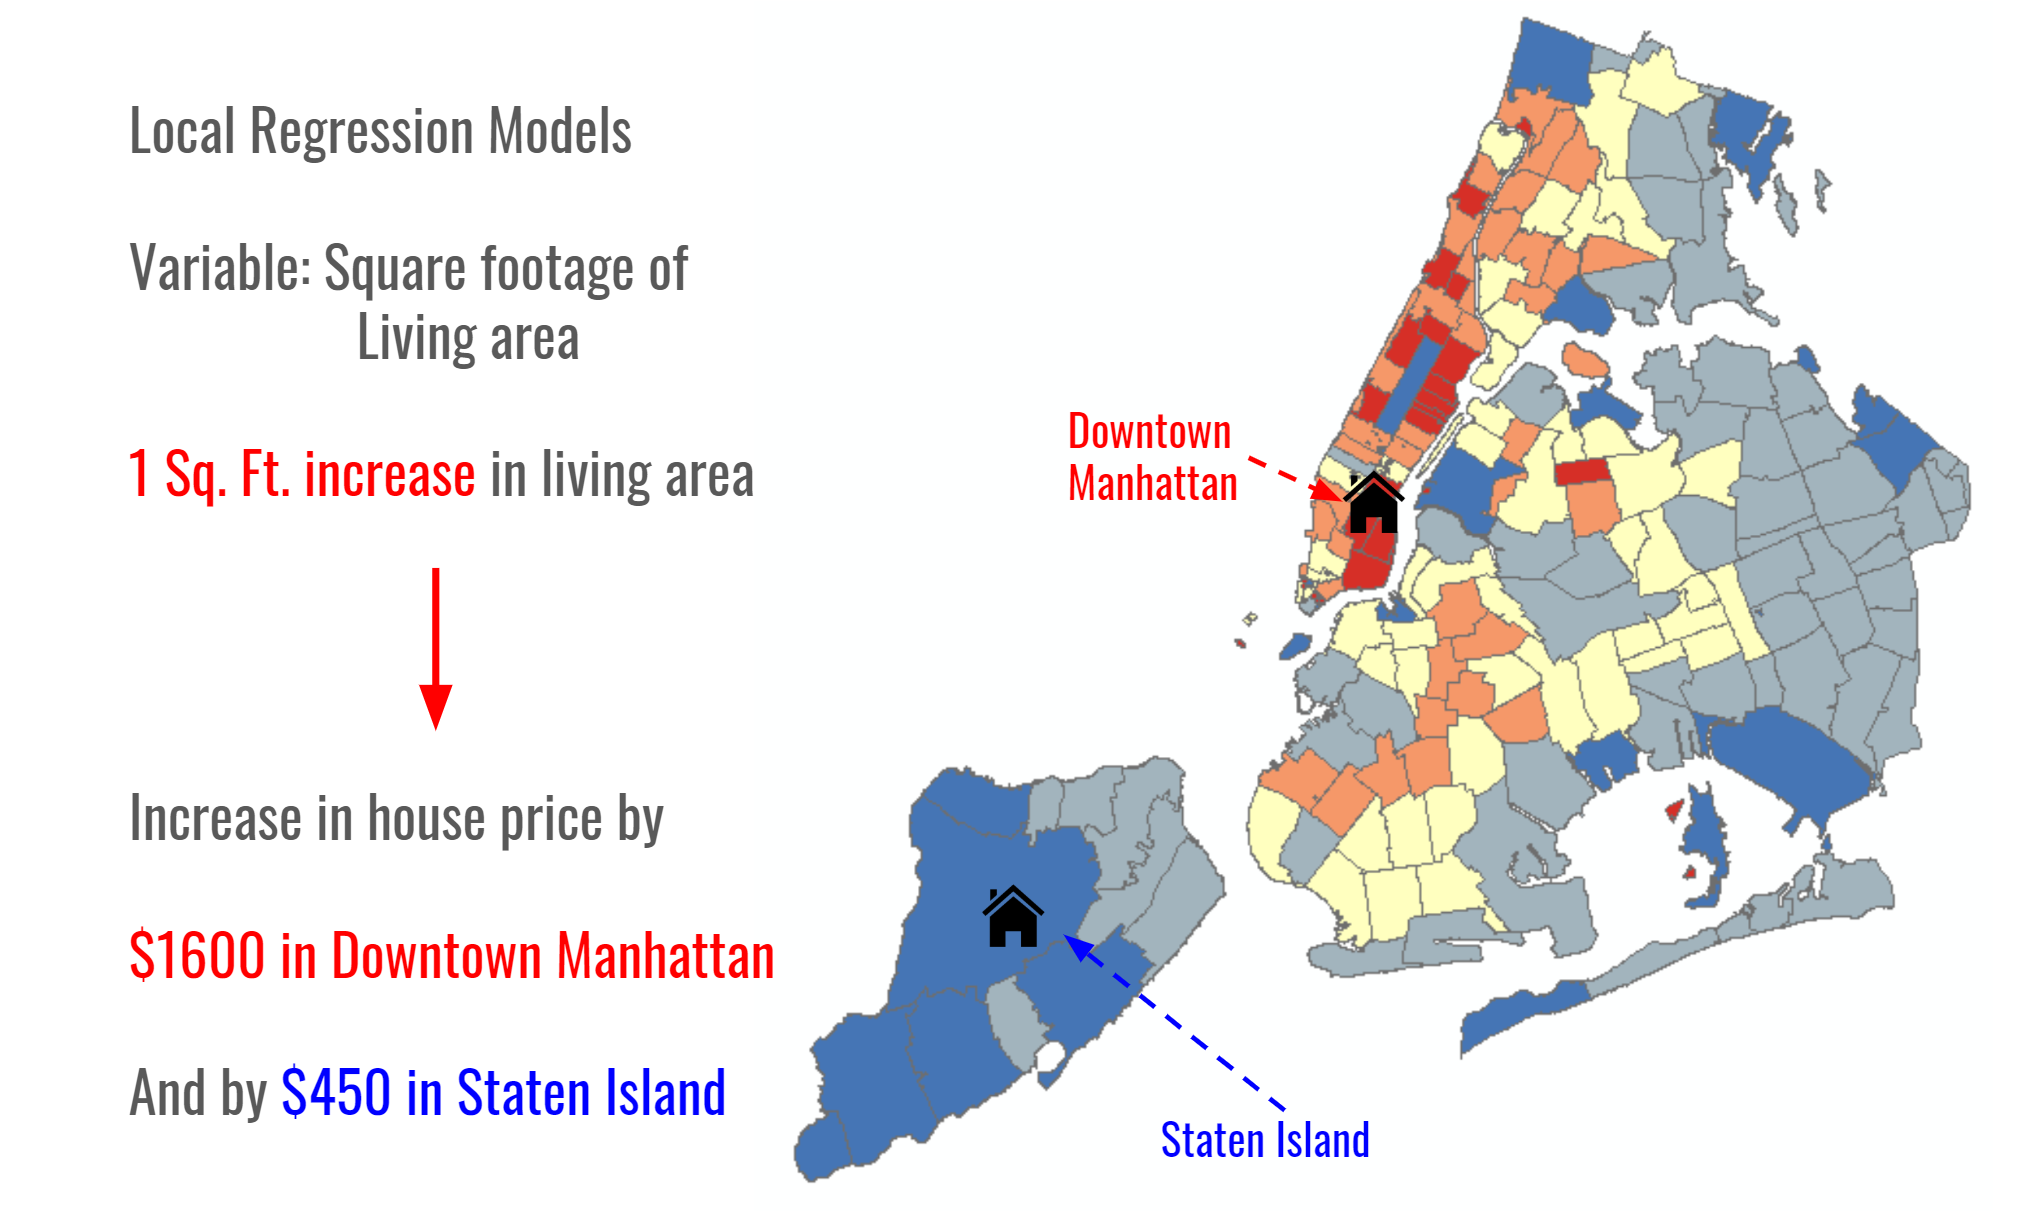 Local Regression Models
Variable: Square footage of
Living area
1 Sq. Ft. increase in living area
Increase in house price by
$1600 in Downtown Manhattan
And by $450 in Staten Island
Downtown
Manhattan
Staten Island